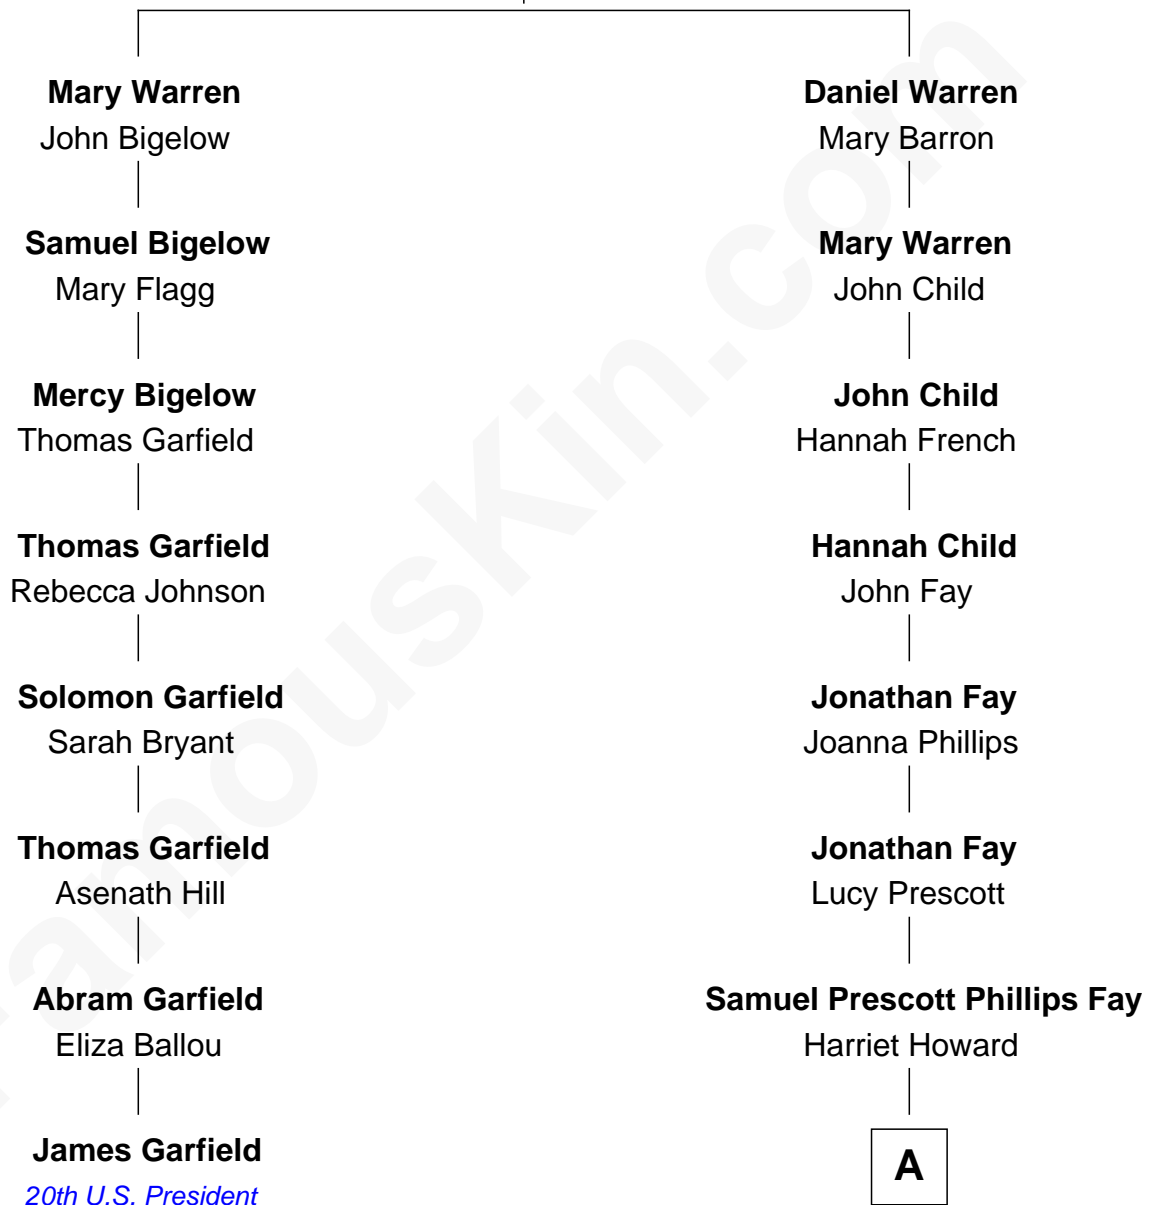 Mary Warren
John Bigelow
Daniel Warren
Mary Barron
Samuel Bigelow
Mary Flagg
Mary Warren
John Child
Mercy Bigelow
Thomas Garfield
John Child
Hannah French
Thomas Garfield
Rebecca Johnson
Hannah Child
John Fay
Solomon Garfield
Sarah Bryant
Jonathan Fay
Joanna Phillips
Thomas Garfield
Asenath Hill
Jonathan Fay
Lucy Prescott
Abram Garfield
Eliza Ballou
Samuel Prescott Phillips Fay
Harriet Howard
James Garfield
20th U.S. President
A
FamousKin.com